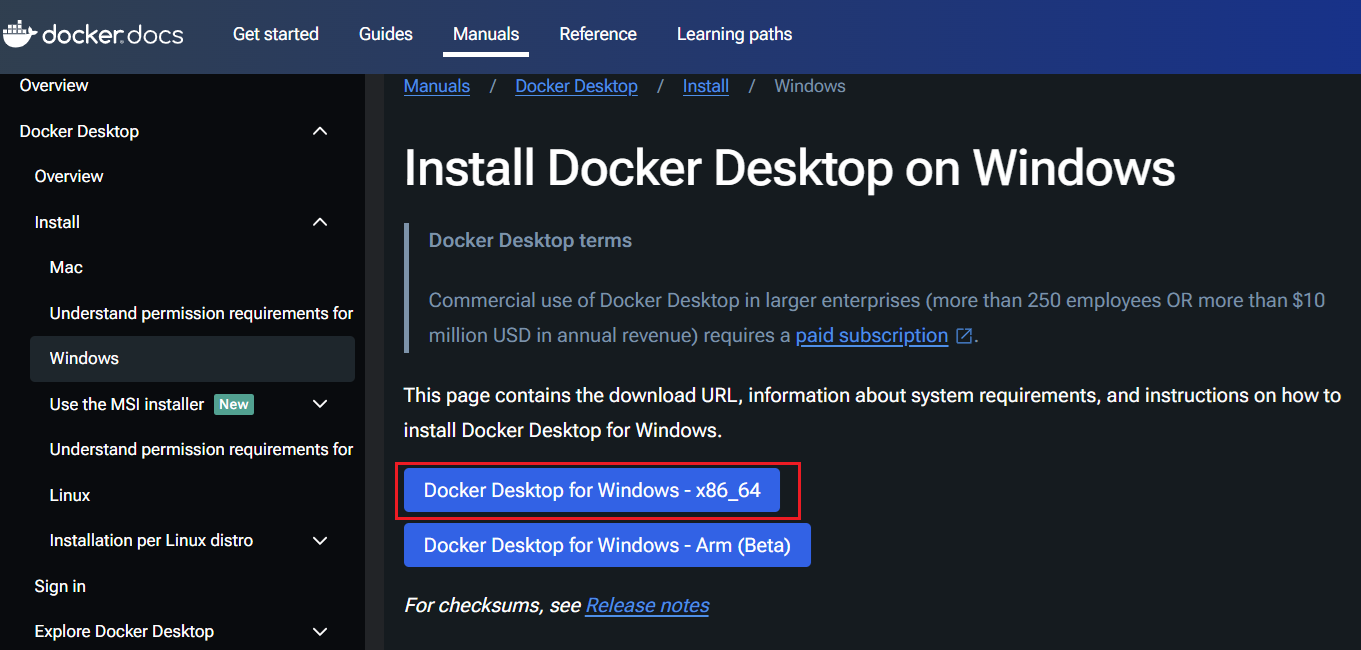 docker.docs
Get started
Guides
Manuals
Reference
Learning paths
Overview
Docker Desktop
Overview
Install
Mac
Understand permission requirements for
Windows
Use the MSI installer New
Understand permission requirements for
Linux
Installation per Linux distro
Sign in
Explore Docker Desktop
Manuals / Docker Desktop / Install / Windows
Install Docker Desktop on Windows
Docker Desktop terms
Commercial use of Docker Desktop in larger enterprises (more than 250 employees OR more than $10
million USD in annual revenue) requires a paid subscription.
This page contains the download URL, information about system requirements, and instructions on how to
install Docker Desktop for Windows.
Docker Desktop for Windows - x86_64
Docker Desktop for Windows - Arm (Beta)
For checksums, see Release notes